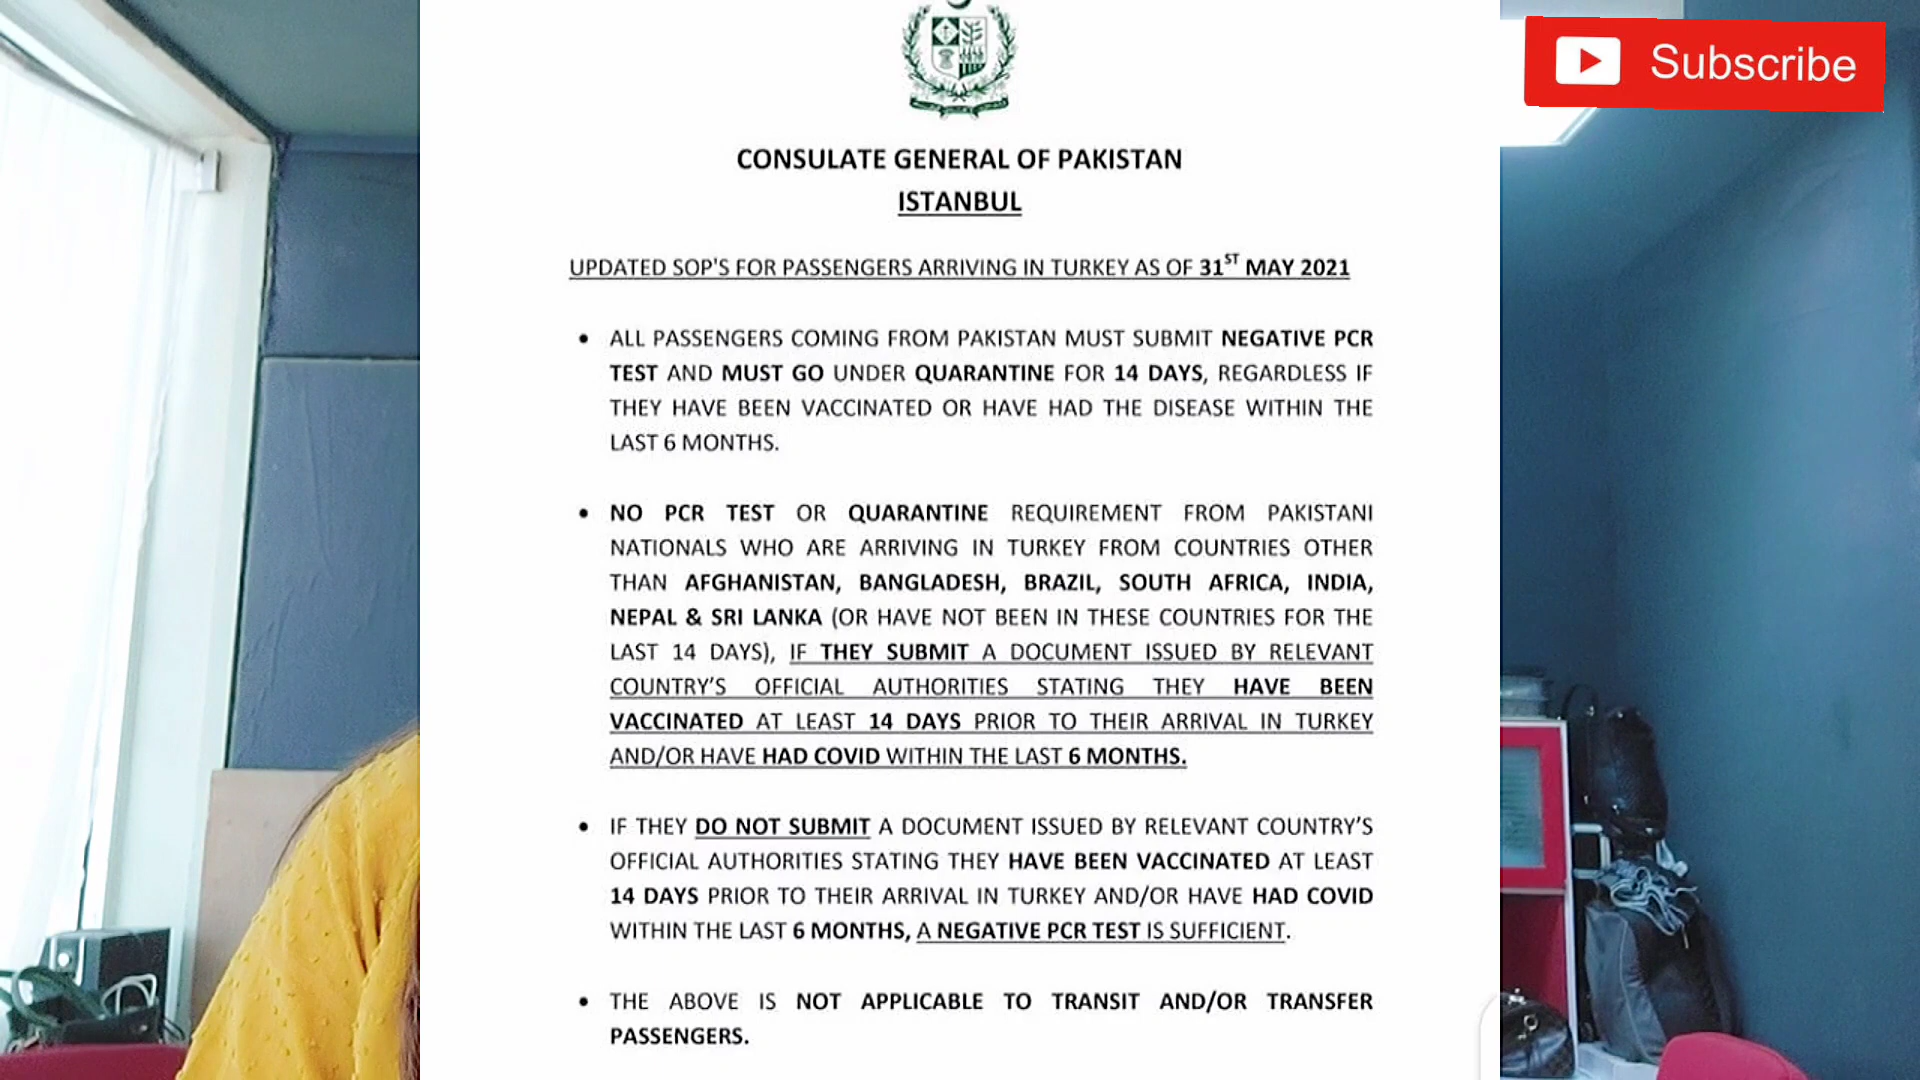 Subscribe
CONSULATE GENERAL OF PAKISTAN
ISTANBUL
UPDATED SOP'S FOR PASSENGERS ARRIVING IN TURKEY AS OF 31ST MAY 2021
• ALL PASSENGERS COMING FROM PAKISTAN MUST SUBMIT NEGATIVE PCR
TEST AND MUST GO UNDER QUARANTINE FOR 14 DAYS, REGARDLESS IF
THEY HAVE BEEN VACCINATED OR HAVE HAD THE DISEASE WITHIN THE
LAST 6 MONTHS.
• NO PCR TEST OR QUARANTINE REQUIREMENT FROM PAKISTANI
NATIONALS WHO ARE ARRIVING IN TURKEY FROM COUNTRIES OTHER
THAN AFGHANISTAN, BANGLADESH, BRAZIL, SOUTH AFRICA, INDIA,
NEPAL & SRI LANKA (OR HAVE NOT BEEN IN THESE COUNTRIES FOR THE
LAST 14 DAYS), IF THEY SUBMIT A DOCUMENT ISSUED BY RELEVANT
COUNTRY'S OFFICIAL AUTHORITIES STATING THEY HAVE BEEN
VACCINATED AT LEAST 14 DAYS PRIOR TO THEIR ARRIVAL IN TURKEY
AND/OR HAVE HAD COVID WITHIN THE LAST 6 MONTHS.
• IF THEY DO NOT SUBMIT A DOCUMENT ISSUED BY RELEVANT COUNTRY'S
OFFICIAL AUTHORITIES STATING THEY HAVE BEEN VACCINATED AT LEAST
14 DAYS PRIOR TO THEIR ARRIVAL IN TURKEY AND/OR HAVE HAD COVID
WITHIN THE LAST 6 MONTHS, A NEGATIVE PCR TEST IS SUFFICIENT.
• THE ABOVE IS NOT APPLICABLE TO TRANSIT AND/OR TRANSFER
PASSENGERS.